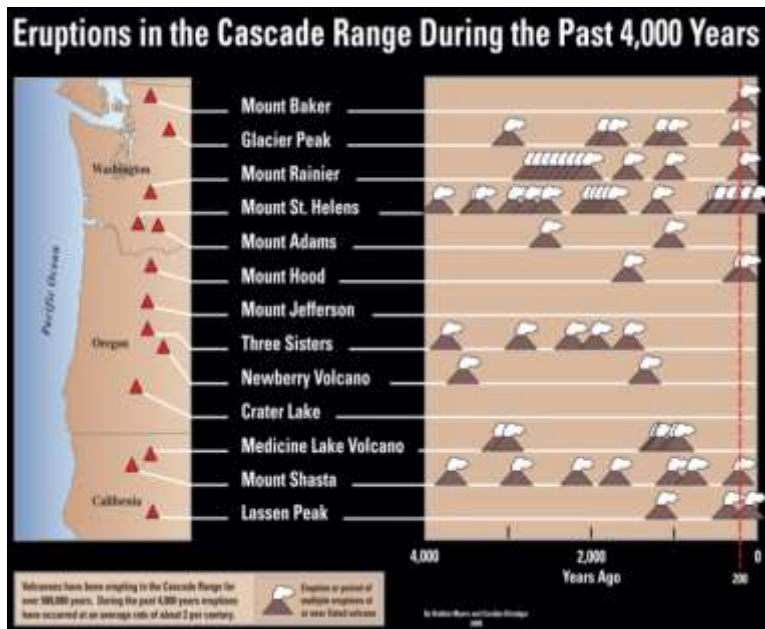 Eruptions in the Cascade Range During the Past 4,000 Years
Mount Baker
Glacier Peak
Washington
Mount Rainier
Mount St. Helens
Mount Adams
Mount Hood
Pacific Ocean
Mount Jefferson
Oregon
Three Sisters
Newberry Volcano
Crater Lake
Medicine Lake Volcano
Mount Shasta
California
Lassen Peak
4,000
2,000
0
Years Ago
200
Volcanoes have been erupting in the Cascade Range for
over 500,000 years. During the past 4,000 years eruptions
have occurred at an average rate of about 2 per century.
Eruption or period of
multiple eruptions at
or near listed volcano